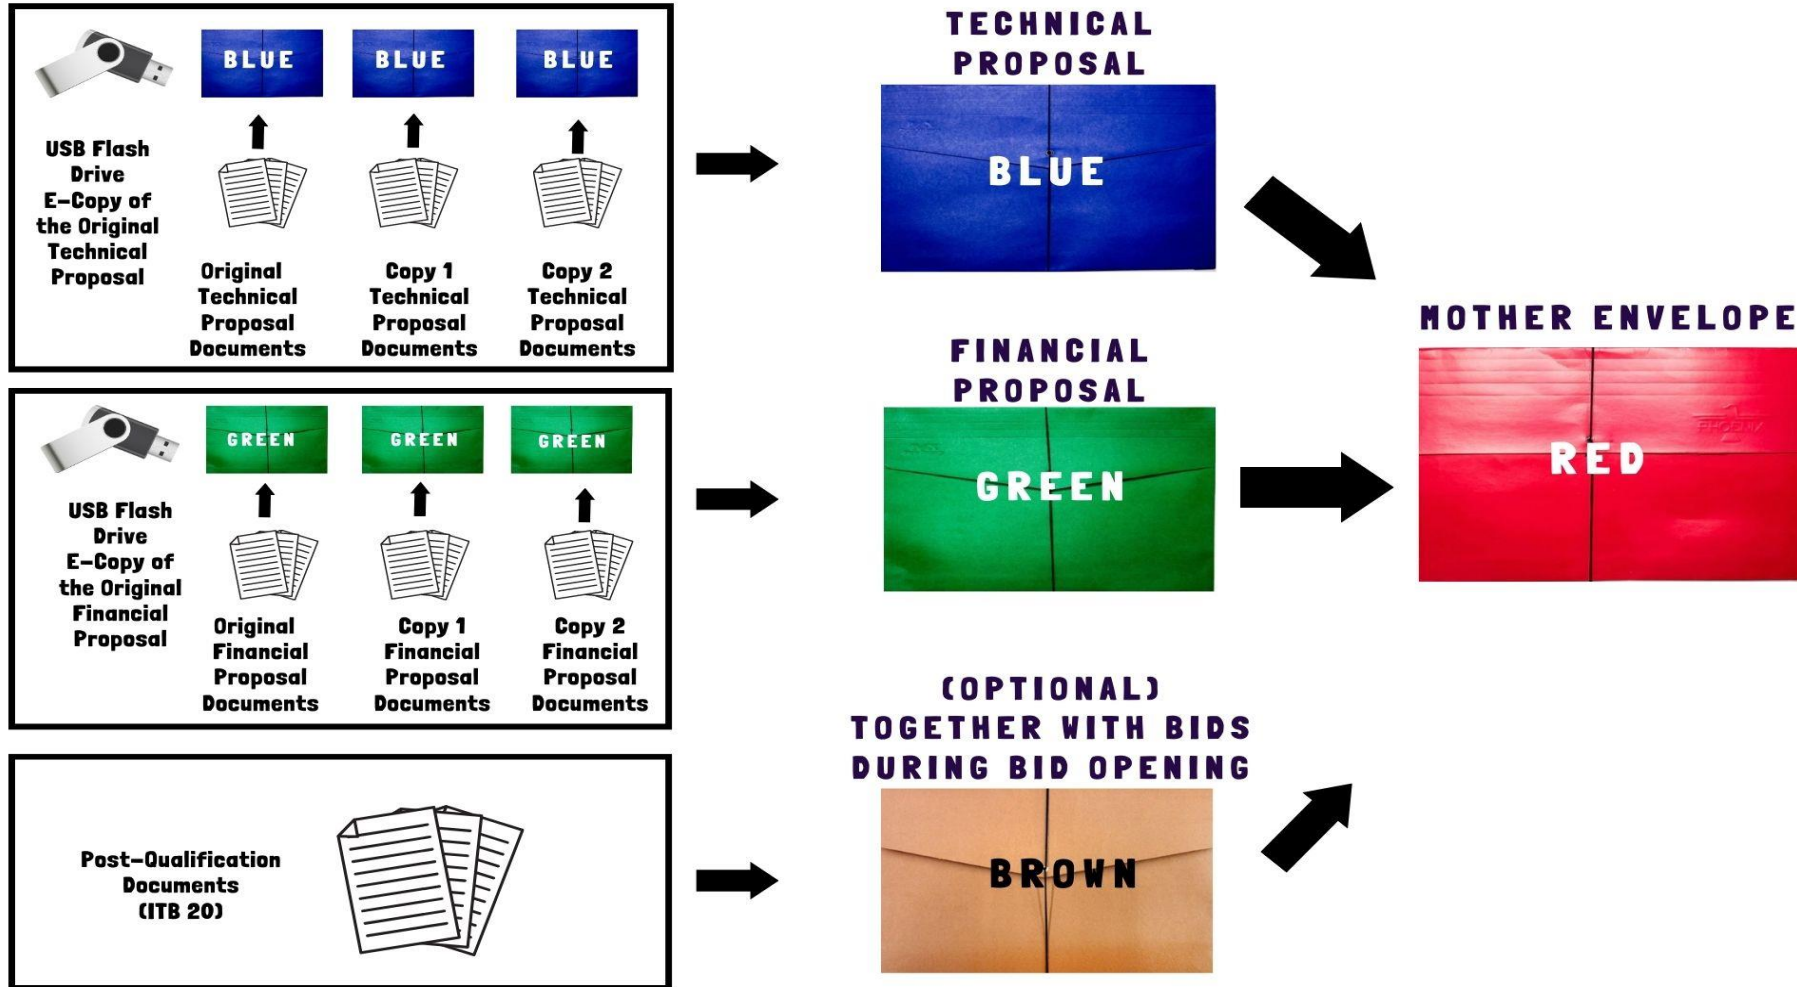 BLUE
BLUE
BLUE
USB Flash
Drive
E-Copy of
the Original
Technical
Proposal
Original
Technical
Proposal
Documents
Copy 1
Technical
Proposal
Documents
Copy 2
Technical
Proposal
Documents
TECHNICAL
PROPOSAL
BLUE
GREEN
GREEN
GREEN
USB Flash
Drive
E-Copy of
the Original
Financial
Proposal
Original
Financial
Proposal
Documents
Copy 1
Financial
Proposal
Documents
Copy 2
Financial
Proposal
Documents
FINANCIAL
PROPOSAL
GREEN
Post-Qualification
Documents
(ITB 20)
(OPTIONAL)
TOGETHER WITH BIDS
DURING BID OPENING
BROWN
MOTHER ENVELOPE
PHOENIX
RED